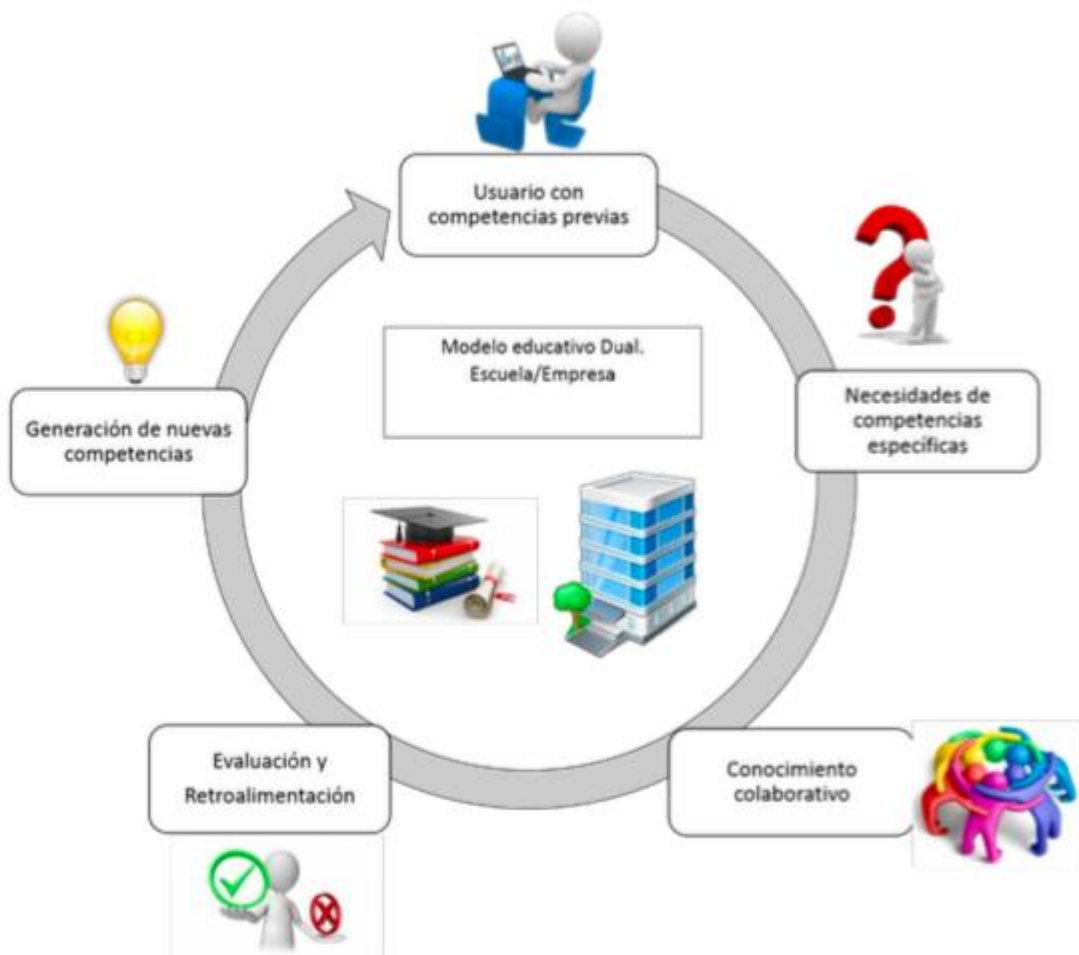 Usuario con
competencias previas
Modelo educativo Dual.
Escuela/Empresa
Necesidades de
competencias
específicas
Generación de nuevas
competencias
Evaluación y
Retroalimentación
Conocimiento
colaborativo